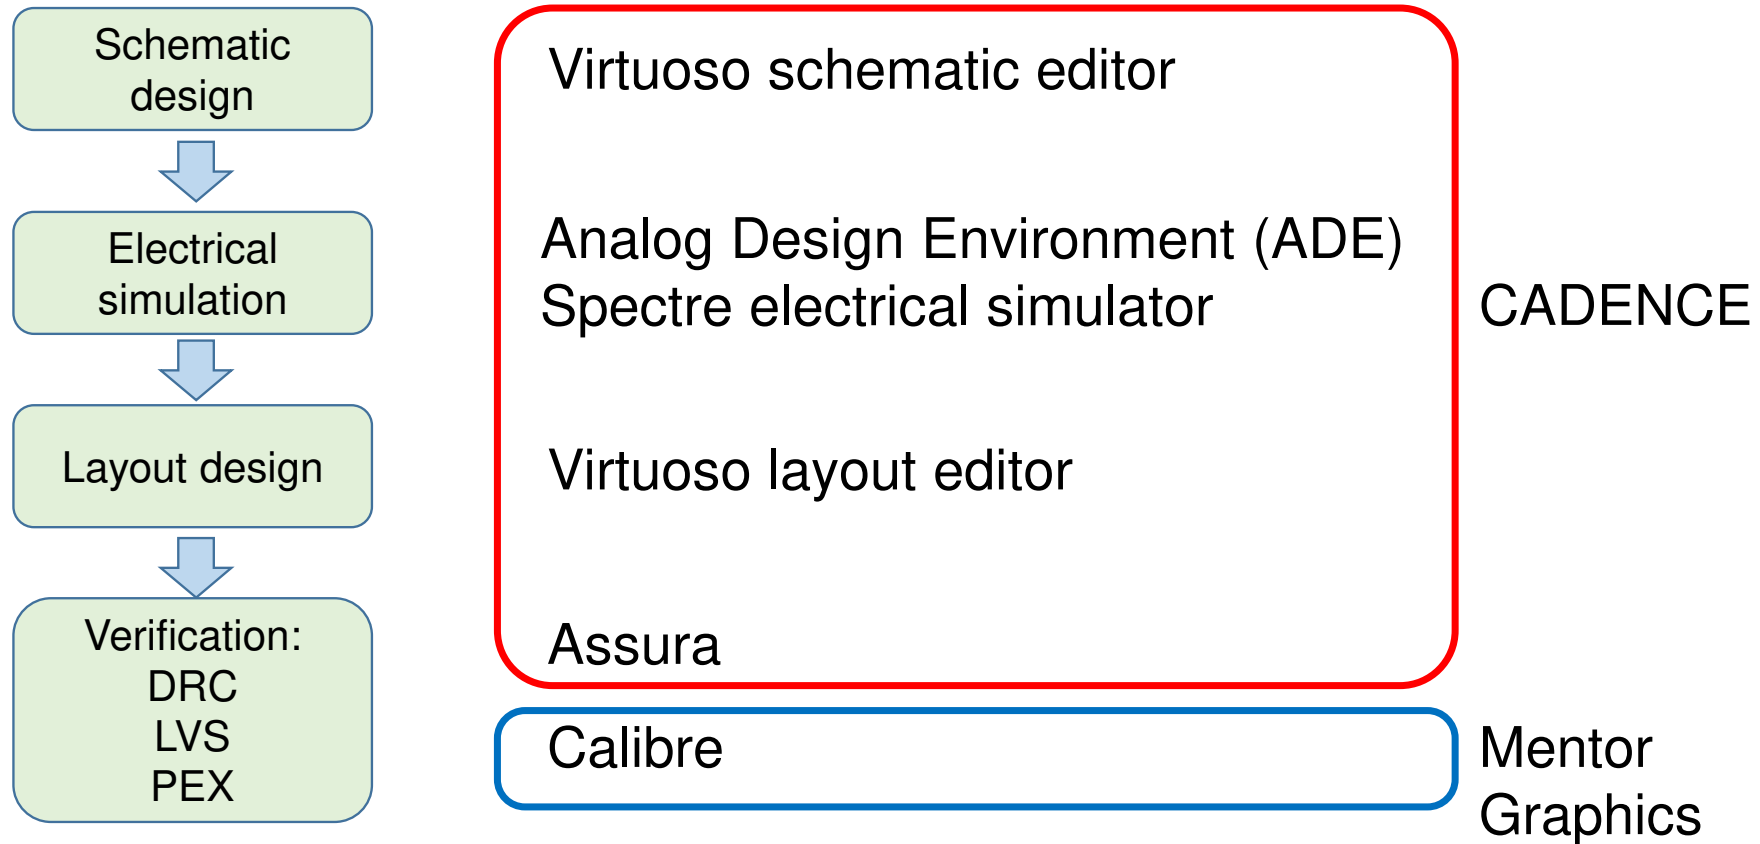 Schematic
design
Virtuoso schematic editor
Electrical
simulation
Analog Design Environment (ADE)
Spectre electrical simulator
CADENCE
Layout design
Virtuoso layout editor
Verification:
DRC
LVS
PEX
Assura
Calibre
Mentor
Graphics